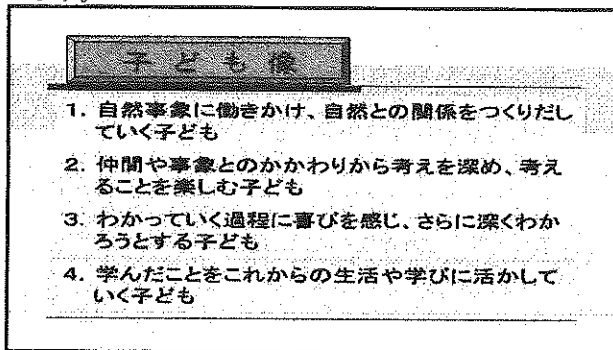 子ども像
1. 自然事象に働きかけ、自然との関係をつくりだし
ていく子ども
2. 仲間や事象とのかかわりから考えを深め、考え
ることを楽しむ子ども
3. わかっていく過程に喜びを感じ、さらに深くわか
ろうとする子ども
4. 学んだことをこれからの生活や学びに活かして
いく子ども